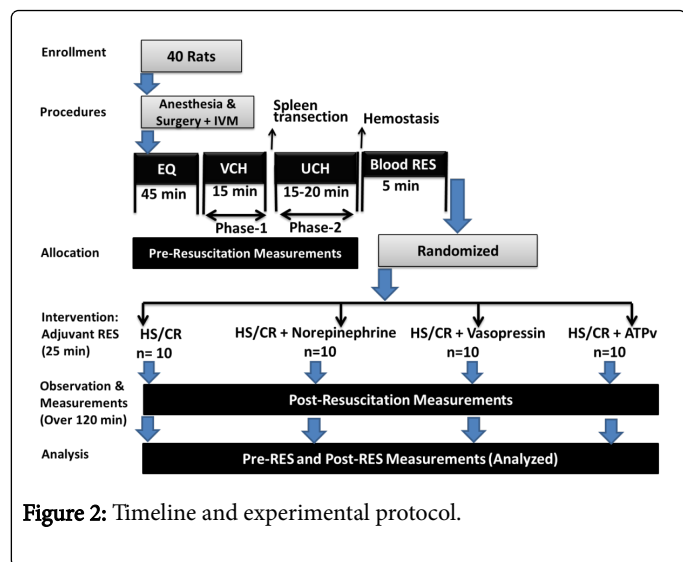 Enrollment
40 Rats
Procedures
Anesthesia &
Surgery + IVM
Spleen
transection
Hemostasis
EQ
VCH
UCH
Blood RES
45 min
15 min
15-20 min
5 min
Phase-1
Phase-2
Allocation
Pre-Resuscitation Measurements
Randomized
Intervention:
Adjuvant RES
(25 min)
HS/CR
n= 10
HS/CR + Norepinephrine
n=10
HS/CR + Vasopressin
n=10
HS/CR + ATPv
n=10
Observation &
Measurements
(Over 120 min)
Post-Resuscitation Measurements
Analysis
Pre-RES and Post-RES Measurements (Analyzed)
Figure 2: Timeline and experimental protocol.